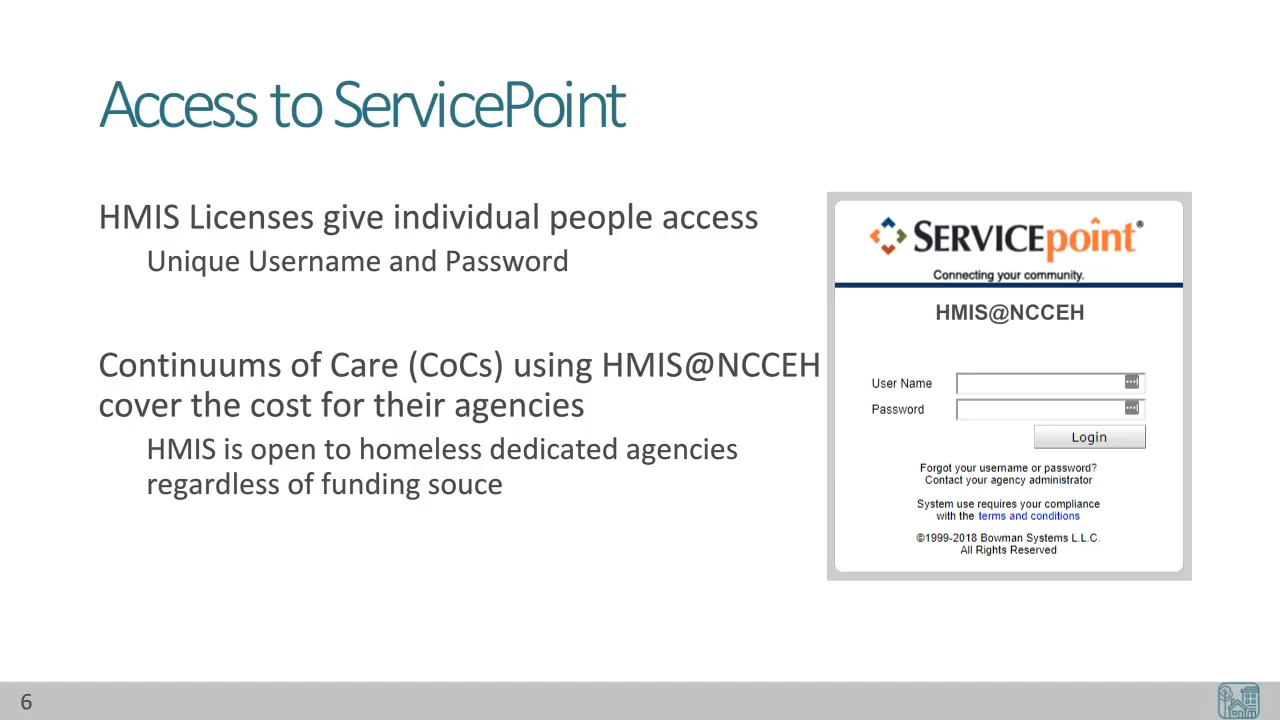 Access to ServicePoint
HMIS Licenses give individual people access
Unique Username and Password
Continuums of Care (CoCs) using HMIS@NCCEH
cover the cost for their agencies
HMIS is open to homeless dedicated agencies
regardless of funding souce
SERVICEpoint®
Connecting your community.
HMIS@NCCEH
User Name
Password
Login
Forgot your username or password?
Contact your agency administrator
System use requires your compliance
with the terms and conditions
©1999-2018 Bowman Systems L.L.C.
All Rights Reserved
6